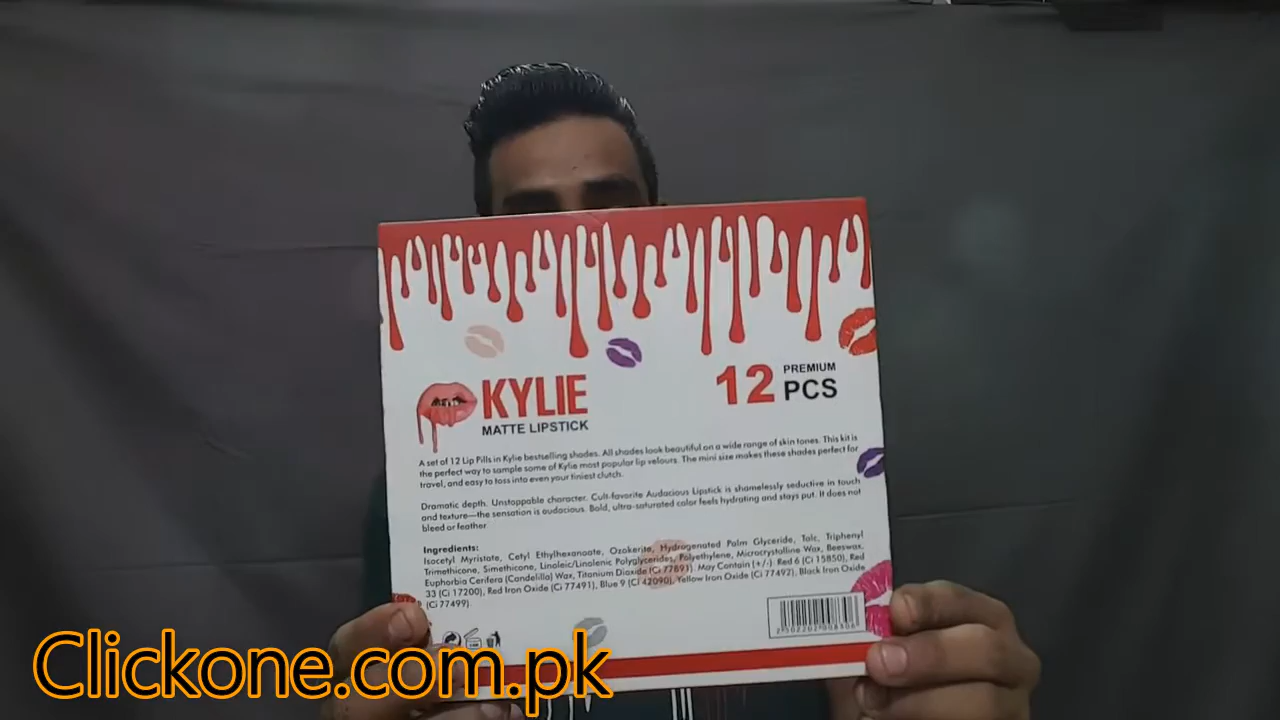 KYLIE
MATTE LIPSTICK
12 PREMIUM PCS
A set of 12 Lip Pills in Kylie bestselling shades. All shades look beautiful on a wide range of skin tones. This kit is
the perfect way to sample some of Kylie most popular lip velours. The mini size makes these shades perfect for
travel, and easy to toss into even your tiniest clutch.
Dramatic depth. Unstoppable character. Cult-favorite Audacious Lipstick is shamelessly seductive in touch
and texture—the sensation is audacious. Bold, ultra-saturated color feels hydrating and stays put. It does not
bleed or feather
Ingredients:
Isocetyl Myristate, Cetyl Ethylhexanoate, Ozokerite, Hydrogenated Palm Glyceride, Talc, Triphenyl
Trimethicone, Simethicone, Linoleic/Linolenic Polyglycerides, Polyethylene, Microcrystalline Wax, Beeswax,
Euphorbia Cerifera (Candelilla) Wax, Titanium Dioxide (Ci 77891). May Contain (+/-): Red 6 (Ci 15850), Red
33 (Ci 17200), Red Iron Oxide (Ci 77491), Blue 9 (Ci 42090), Yellow Iron Oxide (Ci 77492), Black Iron Oxide
(Ci 77499).
Clickone.com.pk